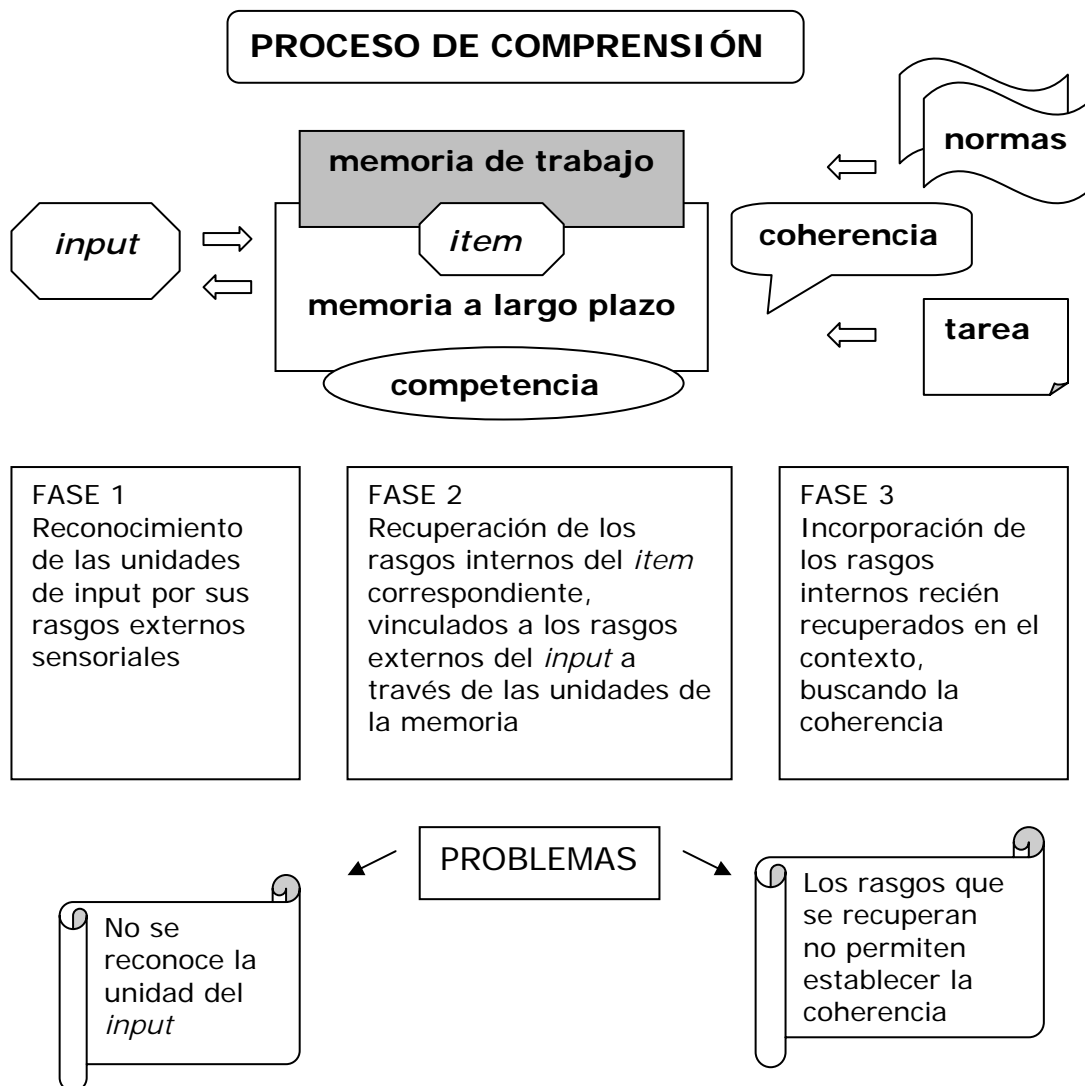 PROCESO DE COMPRENSIÓN
normas
memoria de trabajo
input
item
coherencia
memoria a largo plazo
tarea
competencia
FASE 1
Reconocimiento
de las unidades
de input por sus
rasgos externos
sensoriales
FASE 2
Recuperación de los
rasgos internos del item
correspondiente,
vinculados a los rasgos
externos del input a
través de las unidades de
la memoria
FASE 3
Incorporación de
los rasgos
internos recién
recuperados en el
contexto,
buscando la
coherencia
PROBLEMAS
No se
reconoce la
unidad del
input
Los rasgos que
se recuperan
no permiten
establecer la
coherencia